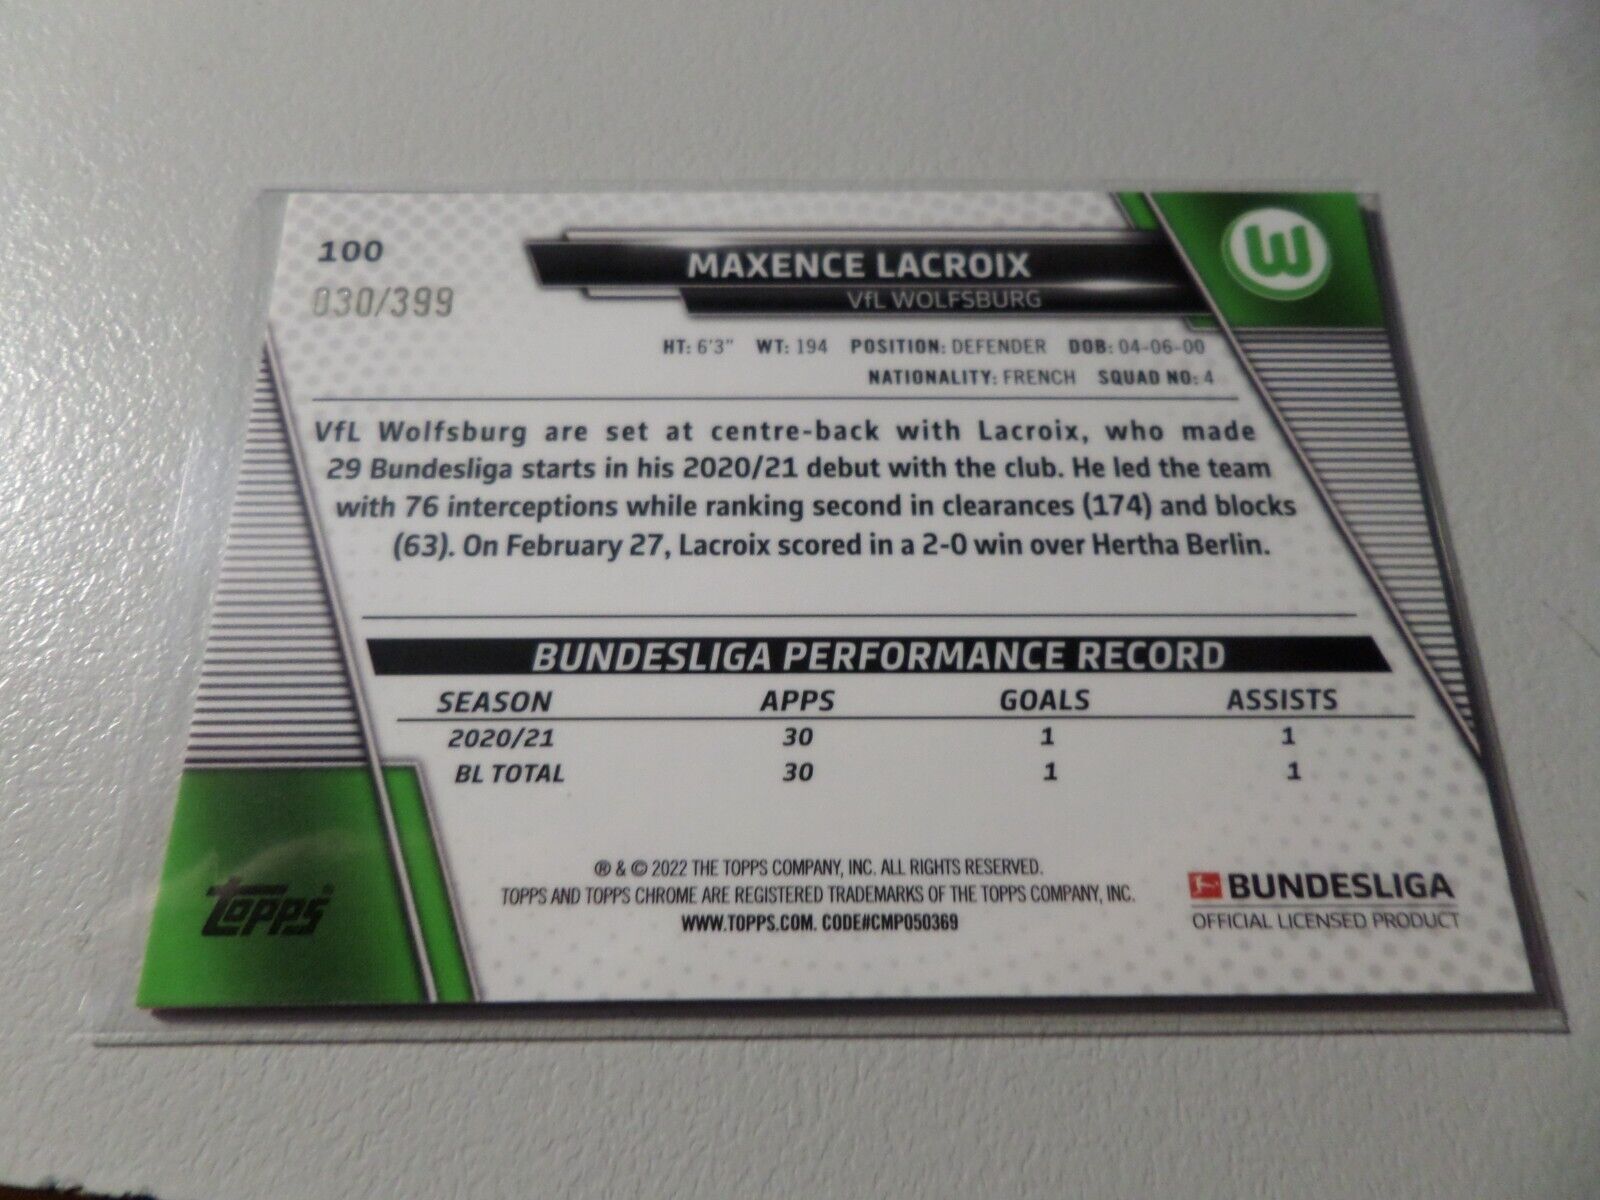 100
030/399
MAXENCE LACROIX
VfL WOLFSBURG
W
HT: 6'3" WT: 194 POSITION: DEFENDER DOB: 04-06-00
NATIONALITY: FRENCH SQUAD NO: 4
VfL Wolfsburg are set at centre-back with Lacroix, who made
29 Bundesliga starts in his 2020/21 debut with the club. He led the team
with 76 interceptions while ranking second in clearances (174) and blocks
(63). On February 27, Lacroix scored in a 2-0 win over Hertha Berlin.
BUNDESLIGA PERFORMANCE RECORD
SEASON APPS GOALS ASSISTS
2020/21 30 1 1
BL TOTAL 30 1 1
® & © 2022 THE TOPPS COMPANY, INC. ALL RIGHTS RESERVED.
TOPPS AND TOPPS CHROME ARE REGISTERED TRADEMARKS OF THE TOPPS COMPANY, INC.
WWW.TOPPS.COM. CODE#CMP050369
topps
BUNDESLIGA
OFFICIAL LICENSED PRODUCT